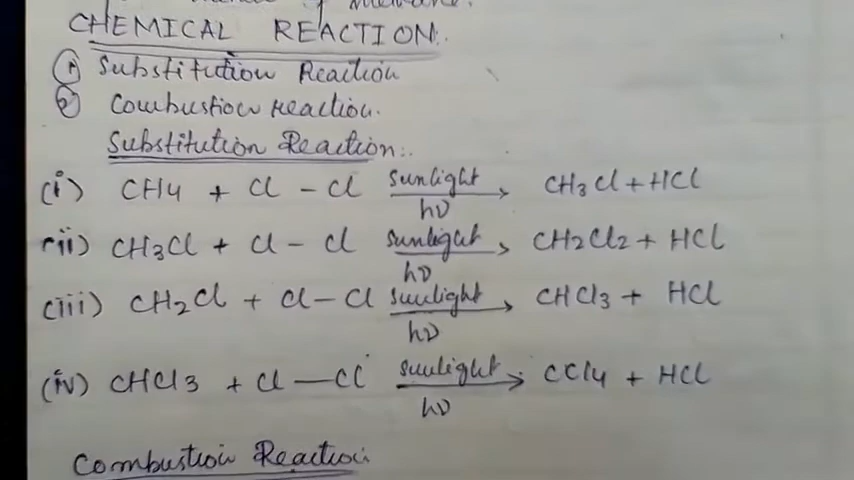 of Methane.
CHEMICAL REACTION:
(1) Substitution Reaction
(2) Combustion reaction.
Substitution Reaction:
(i) CH4 + Cl - Cl sunlight hν → CH3Cl + HCl
(ii) CH3Cl + Cl - Cl sunlight hν → CH2Cl2 + HCl
(iii) CH2Cl + Cl - Cl sunlight hν → CHCl3 + HCl
(iv) CHCl3 + Cl — Cl sunlight hν → CCl4 + HCl
Combustion Reaction: